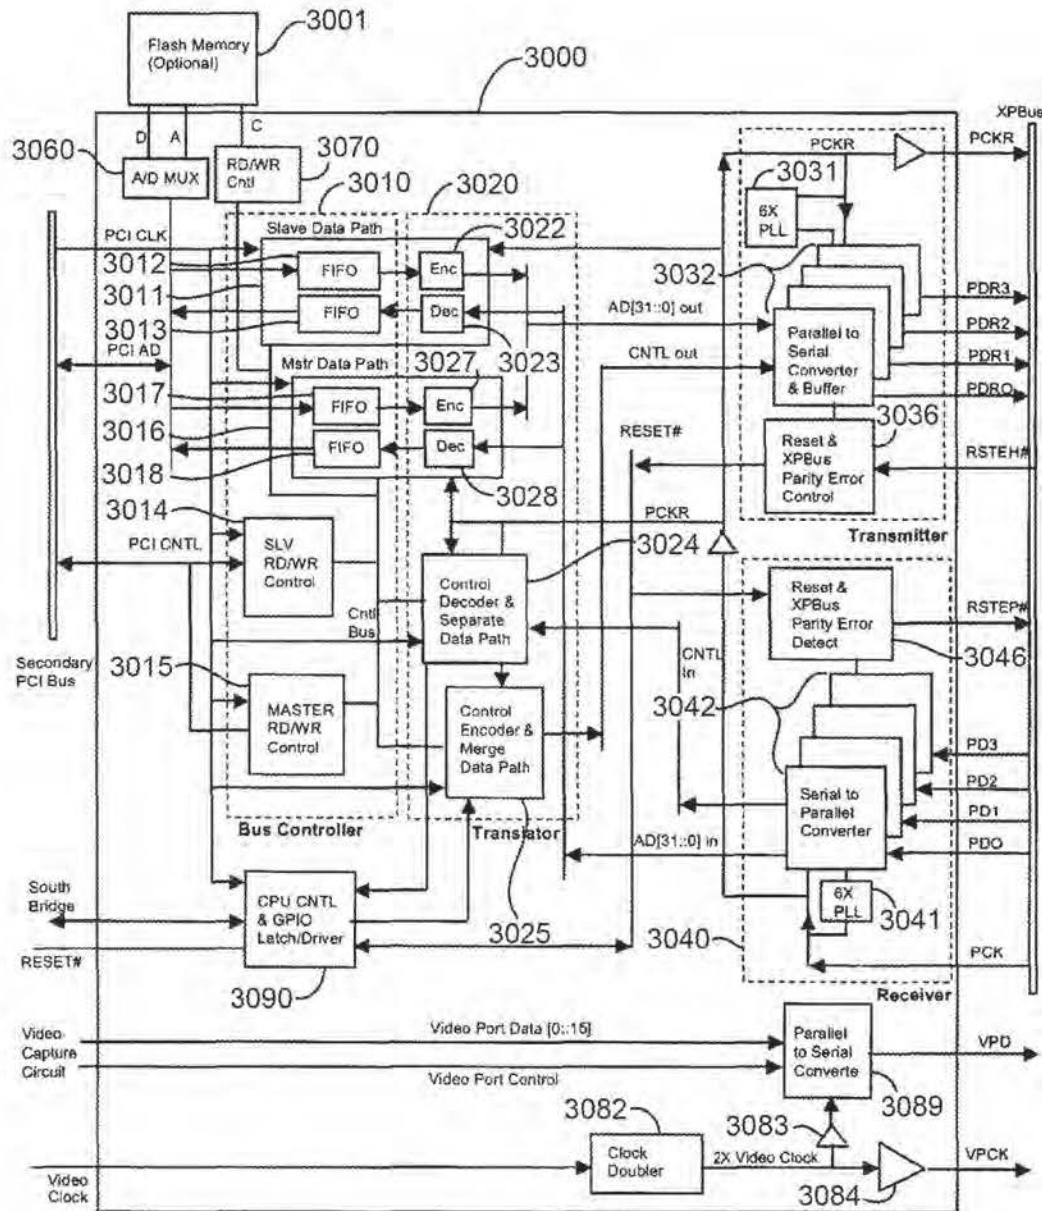 3001
Flash Memory
(Optional)
3000
D
A
C
XPBus
3060
A/D MUX
RD/WR
Cntl
3070
PCKR
PCKR
3031
6X
PLL
3010
3020
Slave Data Path
3022
PCI CLK
3012
FIFO
Enc
3011
3032
FIFO
Dec
3013
3023
AD[31::0] out
PCI AD
Parallel to
Serial
Converter
& Buffer
PDR3
PDR2
PDR1
PDRO
CNTL out
Mstr Data Path
3027
3017
FIFO
Enc
3016
FIFO
Dec
3018
3028
RESET#
3036
Reset &
XPBus
Parity Error
Control
RSTEH#
3014
PCKR
Transmitter
PCI CNTL
SLV
RD/WR
Control
3024
Control
Decoder &
Separate
Data Path
Cntl
Bus
Reset &
XPBus
Parity Error
Detect
RSTEP#
3046
Secondary
PCI Bus
3015
CNTL
In
3042
MASTER
RD/WR
Control
Control
Encoder &
Merge
Data Path
PD3
PD2
PD1
PDO
Serial to
Parallel
Converter
Bus Controller
Translator
AD[31::0] In
South
Bridge
CPU CNTL
& GPIO
Latch/Driver
6X
PLL
3041
3025
3040
RESET#
PCK
3090
Receiver
Video
Capture
Circuit
Video Port Data [0::15]
Video Port Control
Parallel
to Serial
Converte
VPD
3089
3082
3083
Clock
Doubler
2X Video Clock
VPCK
Video
Clock
3084